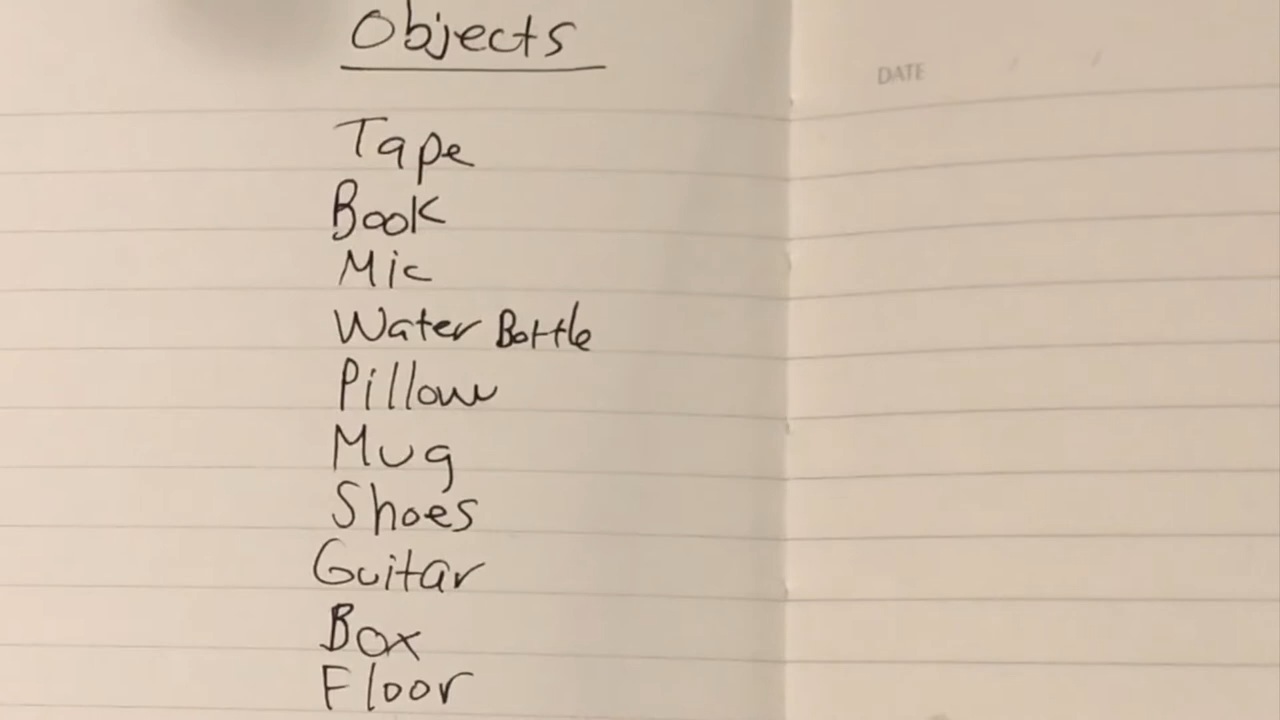 Objects
DATE / /
Tape
Book
Mic
Water Bottle
Pillow
Mug
Shoes
Guitar
Box
Floor